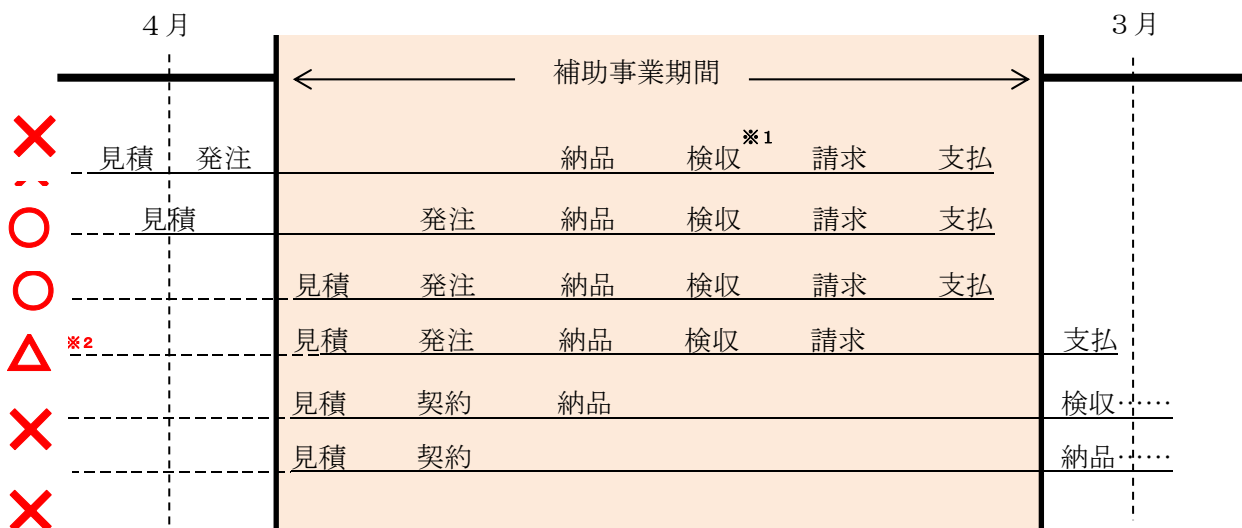 ４月
３月
補助事業期間
× 見積 発注 納品 検収※1 請求 支払
○ 見積 発注 納品 検収 請求 支払
○ 見積 発注 納品 検収 請求 支払
△ ※2 見積 発注 納品 検収 請求 支払
× 見積 契約 納品 検収……
× 見積 契約 納品……